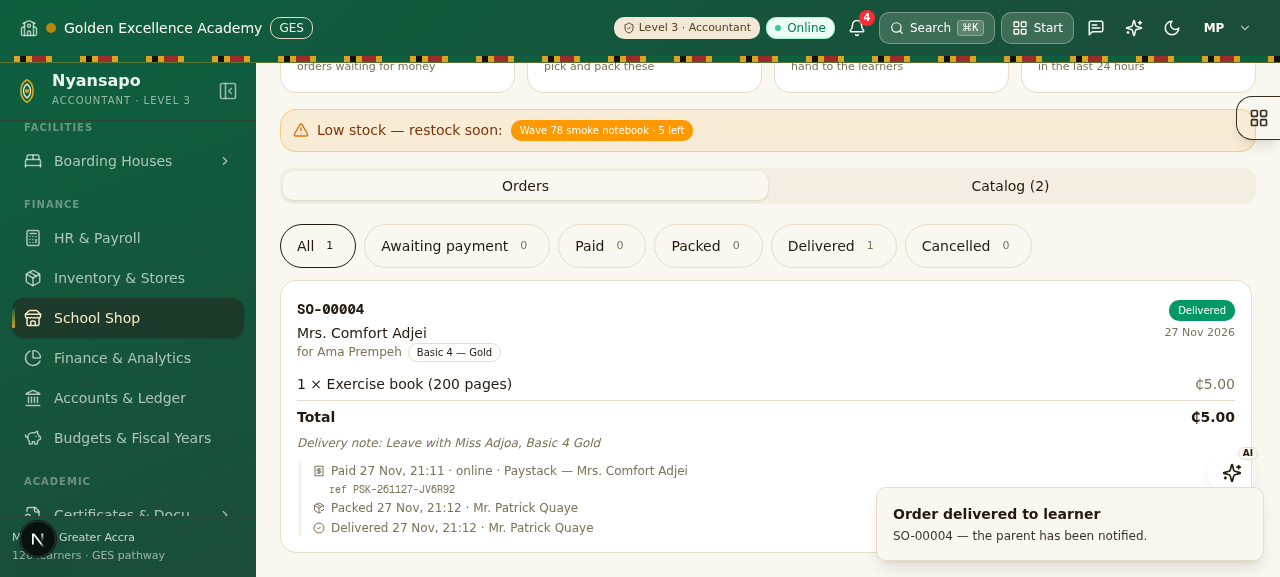 Golden Excellence Academy GES
Level 3 · Accountant
Online
4
Search ⌘K
Start
MP
Nyansapo
ACCOUNTANT · LEVEL 3
FACILITIES
Boarding Houses
FINANCE
HR & Payroll
Inventory & Stores
School Shop
Finance & Analytics
Accounts & Ledger
Budgets & Fiscal Years
ACADEMIC
Certificates & Docu
Greater Accra
GES pathway
orders waiting for money
pick and pack these
hand to the learners
in the last 24 hours
Low stock — restock soon: Wave 78 smoke notebook · 5 left
Orders
Catalog (2)
All 1
Awaiting payment 0
Paid 0
Packed 0
Delivered 1
Cancelled 0
SO-00004
Delivered
Mrs. Comfort Adjei
27 Nov 2026
for Ama Prempeh Basic 4 — Gold
1 × Exercise book (200 pages) ₵5.00
Total ₵5.00
Delivery note: Leave with Miss Adjoa, Basic 4 Gold
Paid 27 Nov, 21:11 · online · Paystack — Mrs. Comfort Adjei
ref PSK-261127-JV6R92
Packed 27 Nov, 21:12 · Mr. Patrick Quaye
Delivered 27 Nov, 21:12 · Mr. Patrick Quaye
AI
Order delivered to learner
SO-00004 — the parent has been notified.